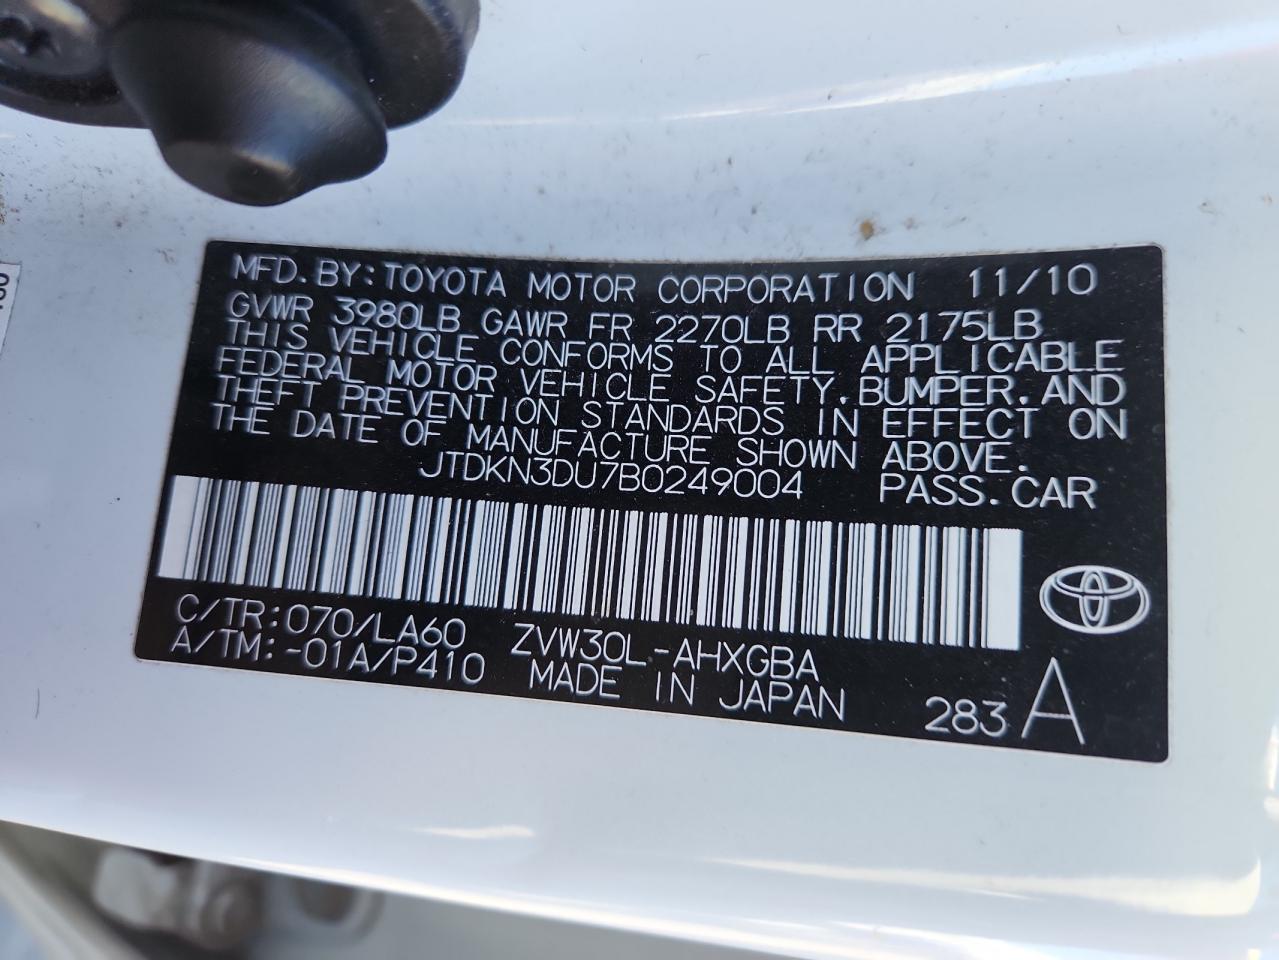 MFD.BY:TOYOTA MOTOR CORPORATION 11/10
GVWR 3980LB GAWR FR 2270LB RR 2175LB
THIS VEHICLE CONFORMS TO ALL APPLICABLE
FEDERAL MOTOR VEHICLE SAFETY,BUMPER,AND
THEFT PREVENTION STANDARDS IN EFFECT ON
THE DATE OF MANUFACTURE SHOWN ABOVE.
JTDKN3DU7B0249004 PASS.CAR
C/TR:070/LA60 ZVW30L-AHXGBA
A/TM:-01A/P410 MADE IN JAPAN 283 A